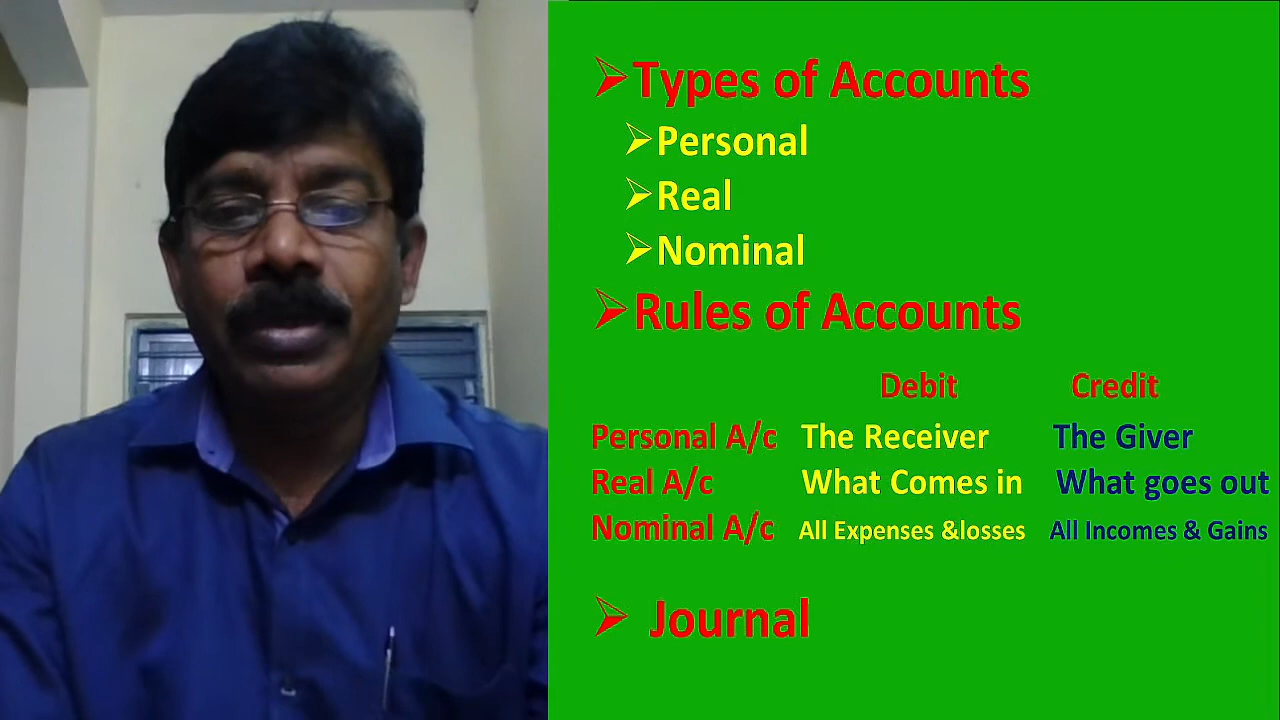 Types of Accounts
Personal
Real
Nominal
Rules of Accounts
Debit Credit
Personal A/c The Receiver The Giver
Real A/c What Comes in What goes out
Nominal A/c All Expenses &losses All Incomes & Gains
Journal